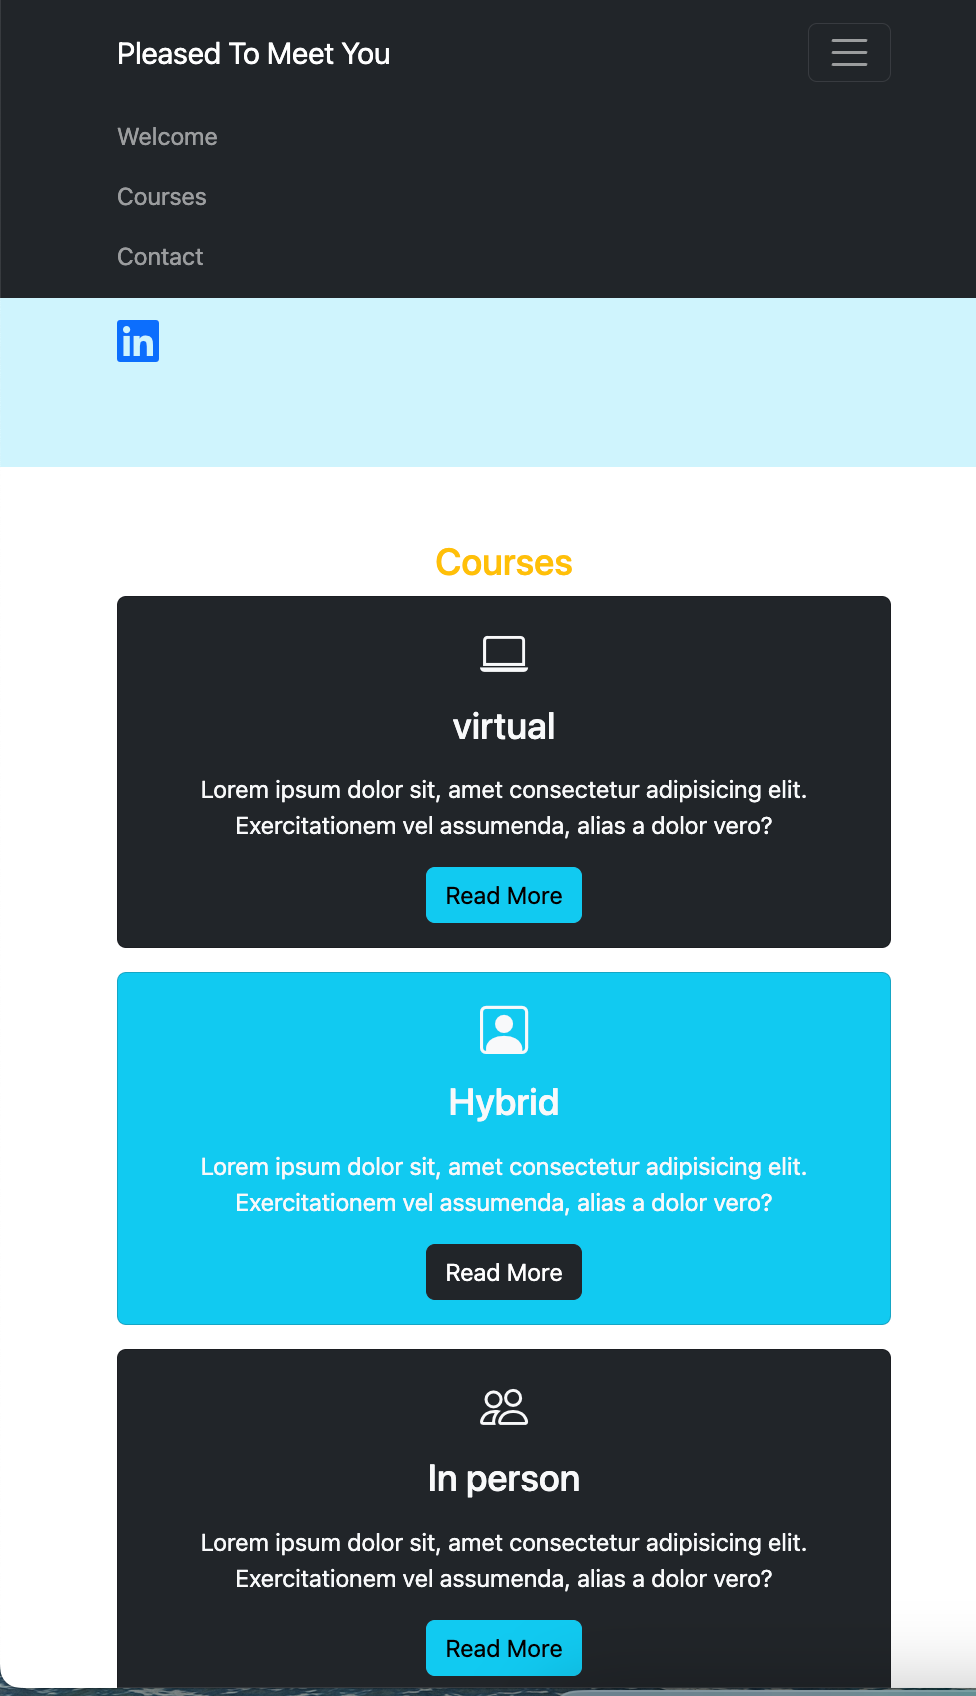 Pleased To Meet You
Welcome
Courses
Contact
in
Courses
virtual
Lorem ipsum dolor sit, amet consectetur adipisicing elit.
Exercitationem vel assumenda, alias a dolor vero?
Read More
Hybrid
Lorem ipsum dolor sit, amet consectetur adipisicing elit.
Exercitationem vel assumenda, alias a dolor vero?
Read More
In person
Lorem ipsum dolor sit, amet consectetur adipisicing elit.
Exercitationem vel assumenda, alias a dolor vero?
Read More